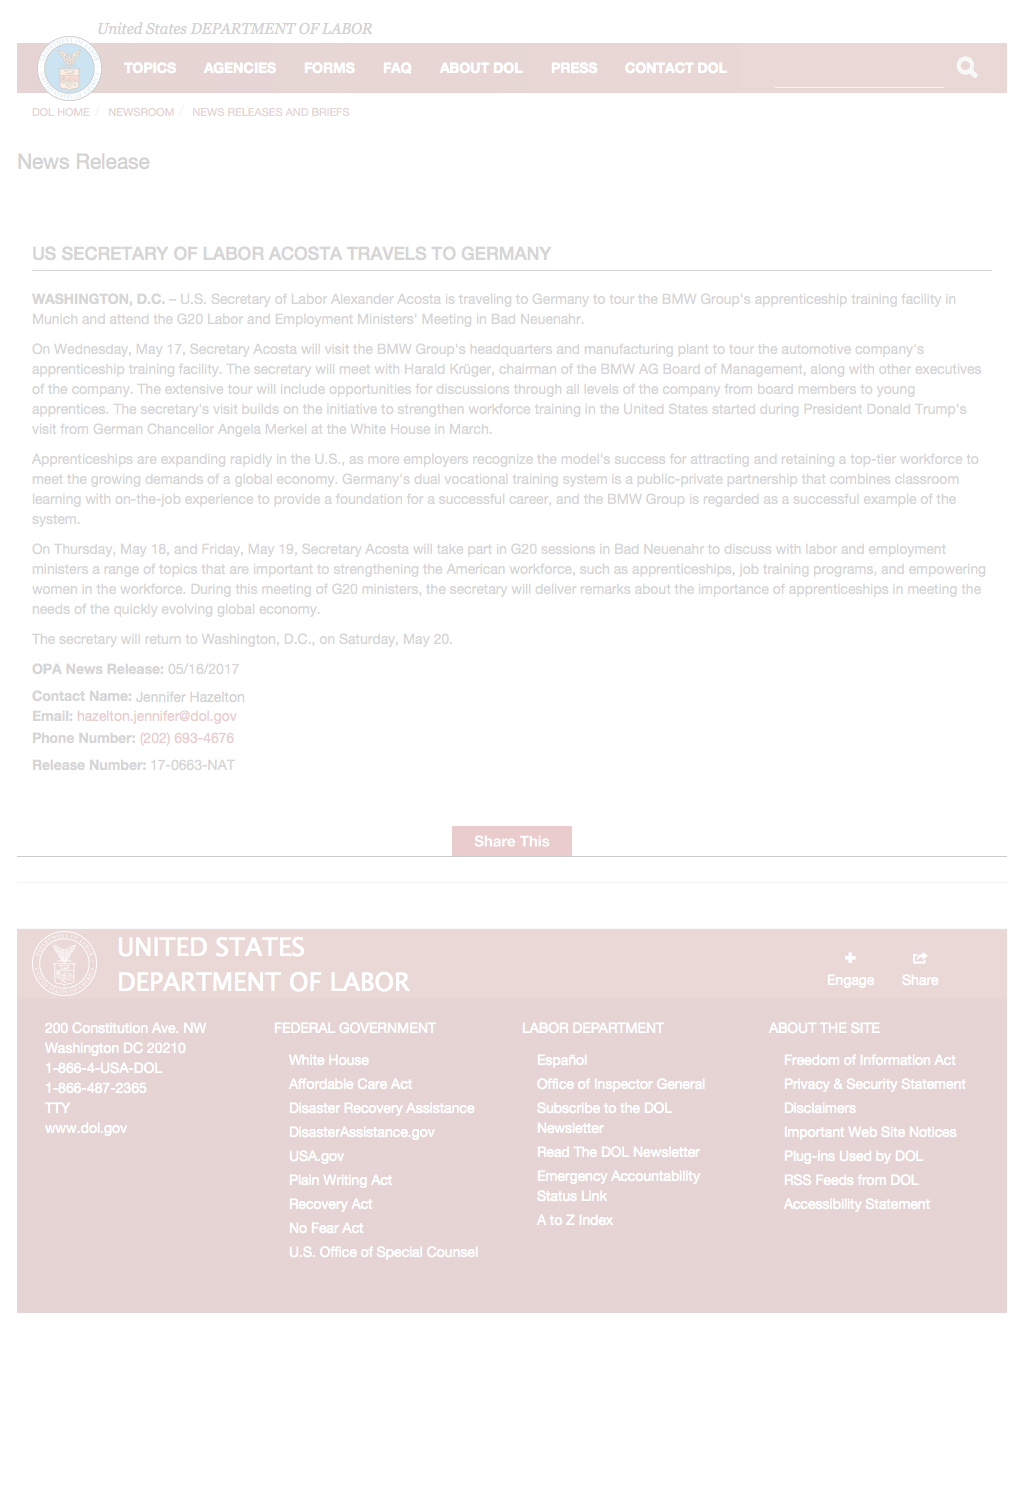 United States DEPARTMENT OF LABOR
TOPICS AGENCIES FORMS FAQ ABOUT DOL PRESS CONTACT DOL
DOL HOME / NEWSROOM / NEWS RELEASES AND BRIEFS
News Release
US SECRETARY OF LABOR ACOSTA TRAVELS TO GERMANY
WASHINGTON, D.C. – U.S. Secretary of Labor Alexander Acosta is traveling to Germany to tour the BMW Group's apprenticeship training facility in
Munich and attend the G20 Labor and Employment Ministers' Meeting in Bad Neuenahr.
On Wednesday, May 17, Secretary Acosta will visit the BMW Group's headquarters and manufacturing plant to tour the automotive company's
apprenticeship training facility. The secretary will meet with Harald Krüger, chairman of the BMW AG Board of Management, along with other executives
of the company. The extensive tour will include opportunities for discussions through all levels of the company from board members to young
apprentices. The secretary's visit builds on the initiative to strengthen workforce training in the United States started during President Donald Trump's
visit from German Chancellor Angela Merkel at the White House in March.
Apprenticeships are expanding rapidly in the U.S., as more employers recognize the model's success for attracting and retaining a top-tier workforce to
meet the growing demands of a global economy. Germany's dual vocational training system is a public-private partnership that combines classroom
learning with on-the-job experience to provide a foundation for a successful career, and the BMW Group is regarded as a successful example of the
system.
On Thursday, May 18, and Friday, May 19, Secretary Acosta will take part in G20 sessions in Bad Neuenahr to discuss with labor and employment
ministers a range of topics that are important to strengthening the American workforce, such as apprenticeships, job training programs, and empowering
women in the workforce. During this meeting of G20 ministers, the secretary will deliver remarks about the importance of apprenticeships in meeting the
needs of the quickly evolving global economy.
The secretary will return to Washington, D.C., on Saturday, May 20.
OPA News Release: 05/16/2017
Contact Name: Jennifer Hazelton
Email: hazelton.jennifer@dol.gov
Phone Number: (202) 693-4676
Release Number: 17-0663-NAT
Share This
UNITED STATES
DEPARTMENT OF LABOR
Engage Share
200 Constitution Ave. NW
Washington DC 20210
1-866-4-USA-DOL
1-866-487-2365
TTY
www.dol.gov
FEDERAL GOVERNMENT
White House
Affordable Care Act
Disaster Recovery Assistance
DisasterAssistance.gov
USA.gov
Plain Writing Act
Recovery Act
No Fear Act
U.S. Office of Special Counsel
LABOR DEPARTMENT
Español
Office of Inspector General
Subscribe to the DOL
Newsletter
Read The DOL Newsletter
Emergency Accountability
Status Link
A to Z Index
ABOUT THE SITE
Freedom of Information Act
Privacy & Security Statement
Disclaimers
Important Web Site Notices
Plug-ins Used by DOL
RSS Feeds from DOL
Accessibility Statement